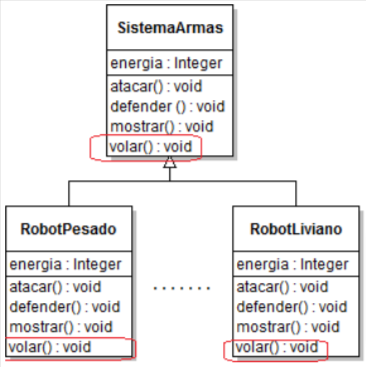 SistemaArmas
energia : Integer
atacar() : void
defender () : void
mostrar() : void
volar() : void
RobotPesado
energia : Integer
atacar() : void
defender() : void
mostrar() : void
volar() : void
.......
RobotLiviano
energia : Integer
atacar() : void
defender() : void
mostrar() : void
volar() : void